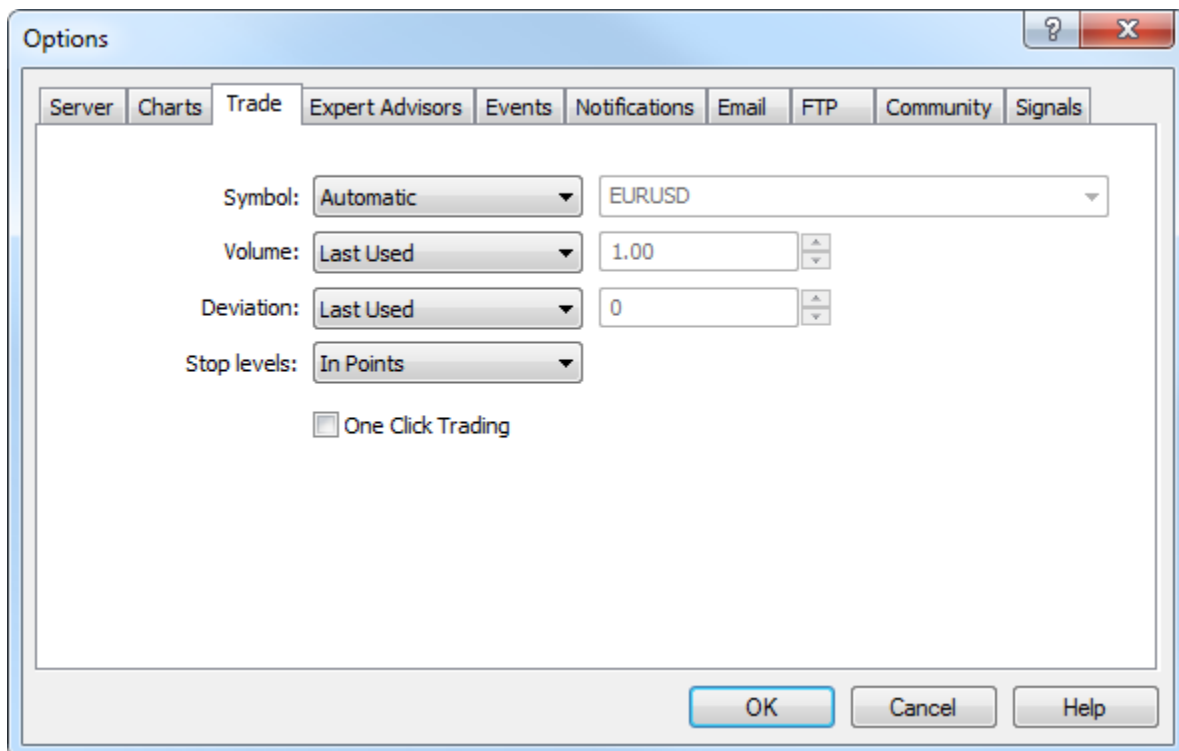 Options
Server Charts Trade Expert Advisors Events Notifications Email FTP Community Signals
Symbol: Automatic EURUSD
Volume: Last Used 1.00
Deviation: Last Used 0
Stop levels: In Points
One Click Trading
OK Cancel Help